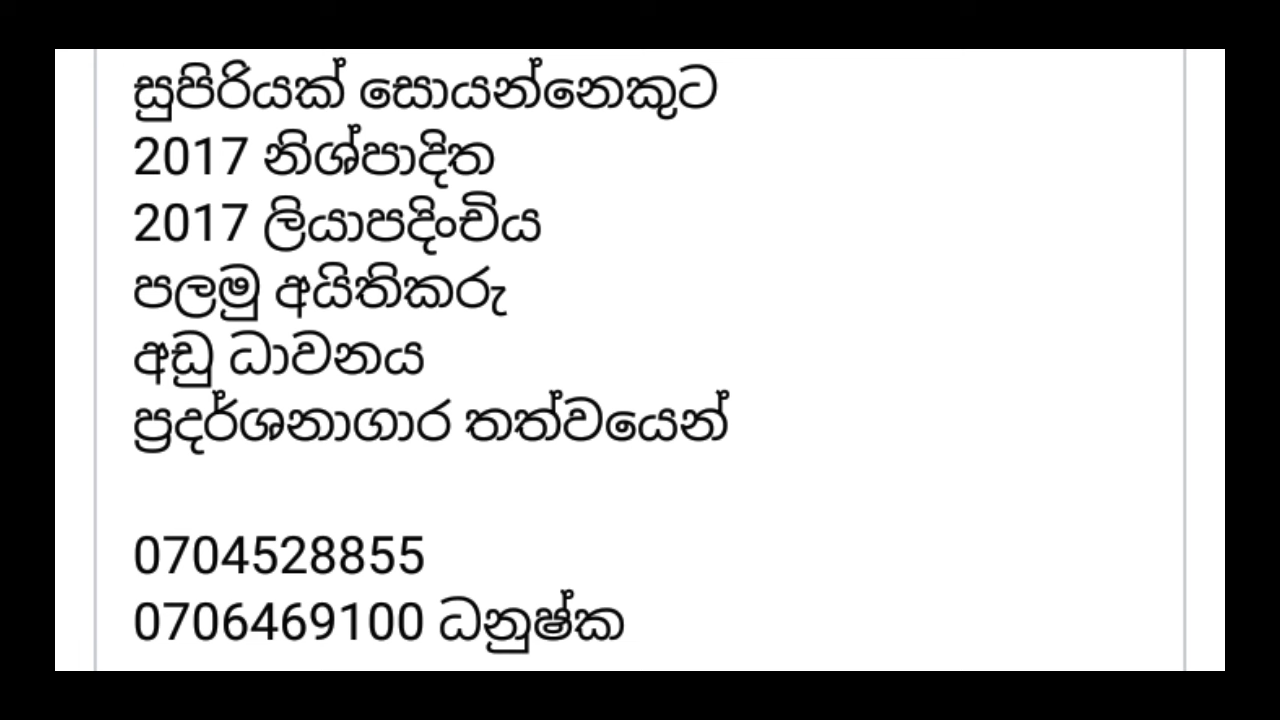 සුපිරියක් සොයන්නෙකුට
2017 නිශ්පාදිත
2017 ලියාපදිංචිය
පලමු අයිතිකරු
අඩු ධාවනය
ප්‍රදර්ශනාගාර තත්වයෙන්
0704528855
0706469100 ධනුෂ්ක